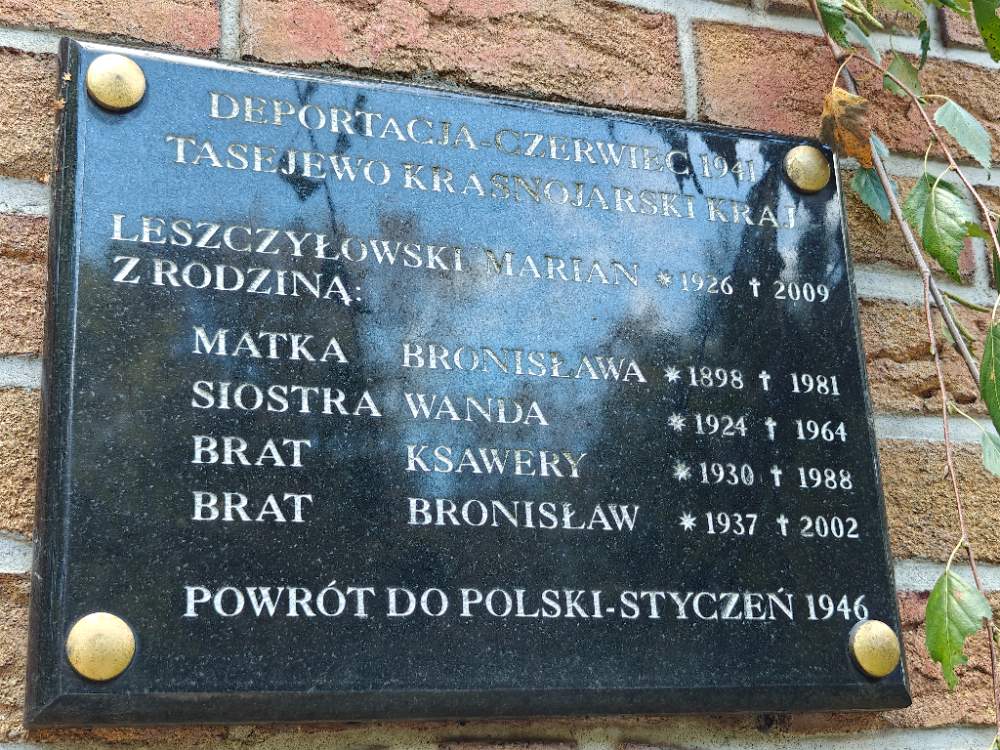 DEPORTACJA-CZERWIEC 1941
TASEJEWO KRASNOJARSKI KRAJ
LESZCZYŁOWSKI MARIAN * 1926 † 2009
Z RODZINĄ:
MATKA BRONISŁAWA * 1898 † 1981
SIOSTRA WANDA * 1924 † 1964
BRAT KSAWERY * 1930 † 1988
BRAT BRONISŁAW * 1937 † 2002
POWRÓT DO POLSKI-STYCZEŃ 1946